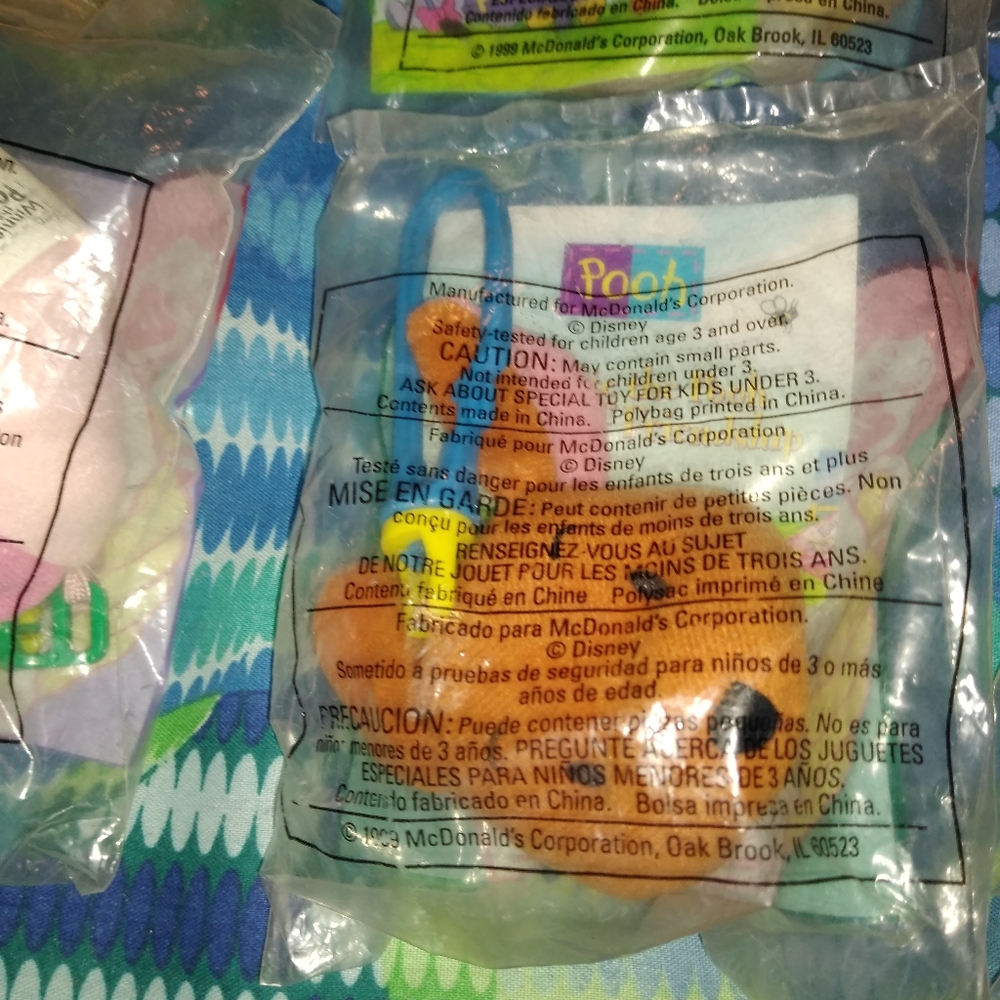 Contenido fabricado en China.
en China.
© 1999 McDonald's Corporation, Oak Brook, IL 60523
Pooh
Manufactured for McDonald's Corporation.
© Disney
Safety-tested for children age 3 and over.
CAUTION: May contain small parts.
Not intended for children under 3.
ASK ABOUT SPECIAL TOY FOR KIDS UNDER 3.
Contents made in China. Polybag printed in China.
Fabriqué pour McDonald's Corporation
© Disney
Testé sans danger pour les enfants de trois ans et plus
MISE EN GARDE: Peut contenir de petites pièces. Non
conçu pour les enfants de moins de trois ans.
RENSEIGNEZ-VOUS AU SUJET
DE NOTRE JOUET POUR LES MOINS DE TROIS ANS.
Contenu fabriqué en Chine Polysac imprimé en Chine
Fabricado para McDonald's Corporation.
© Disney
Sometido a pruebas de seguridad para niños de 3 o más
años de edad.
PRECAUCION: Puede contener piezas pequeñas. No es para
niños menores de 3 años. PREGUNTE ACERCA DE LOS JUGUETES
ESPECIALES PARA NIÑOS MENORES DE 3 AÑOS.
Contenido fabricado en China. Bolsa impresa en China.
© 1999 McDonald's Corporation, Oak Brook, IL 60523